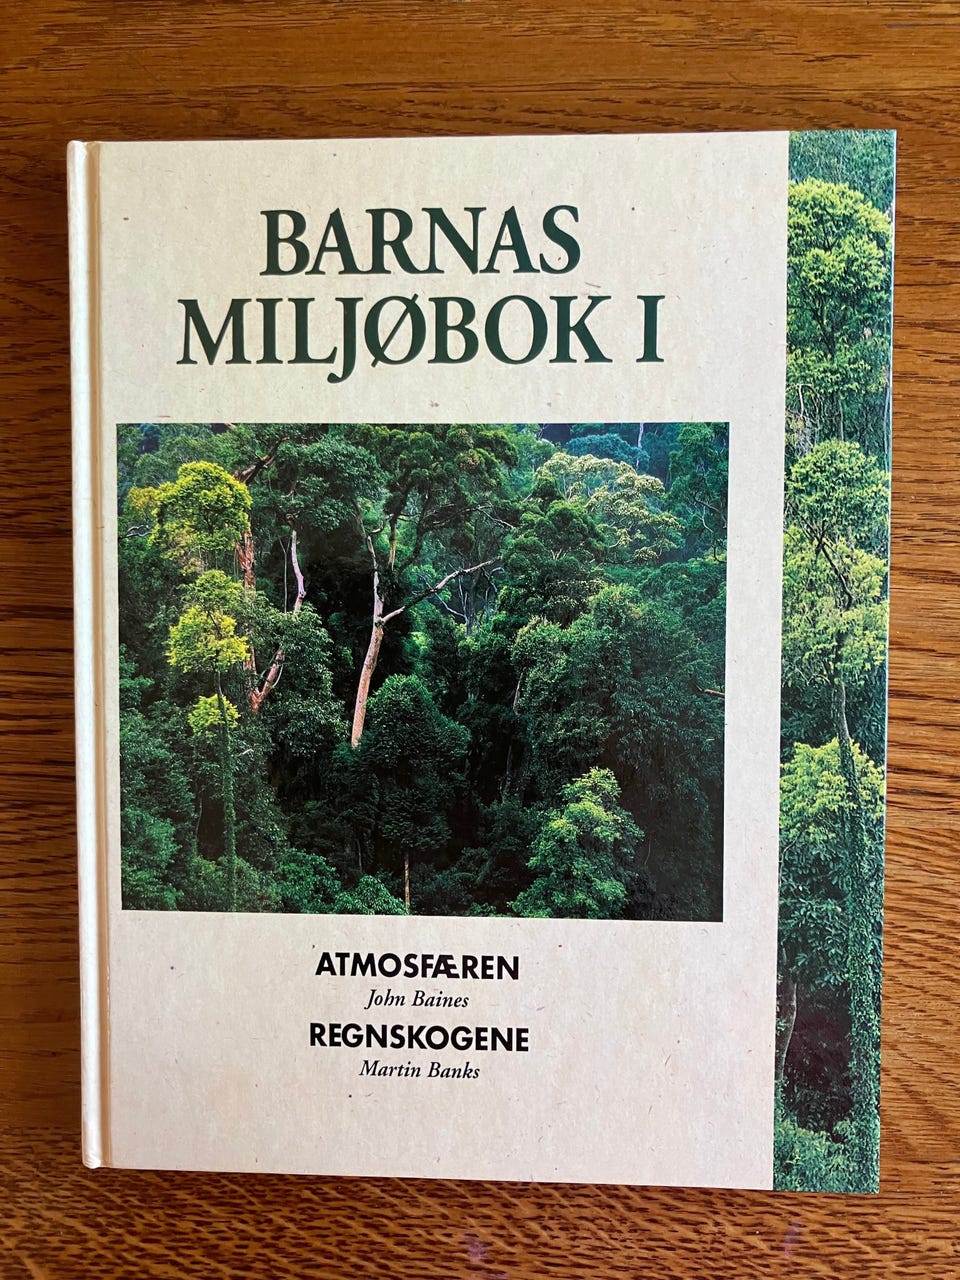 BARNAS
MILJØBOK I
ATMOSFÆREN
John Baines
REGNSKOGENE
Martin Banks